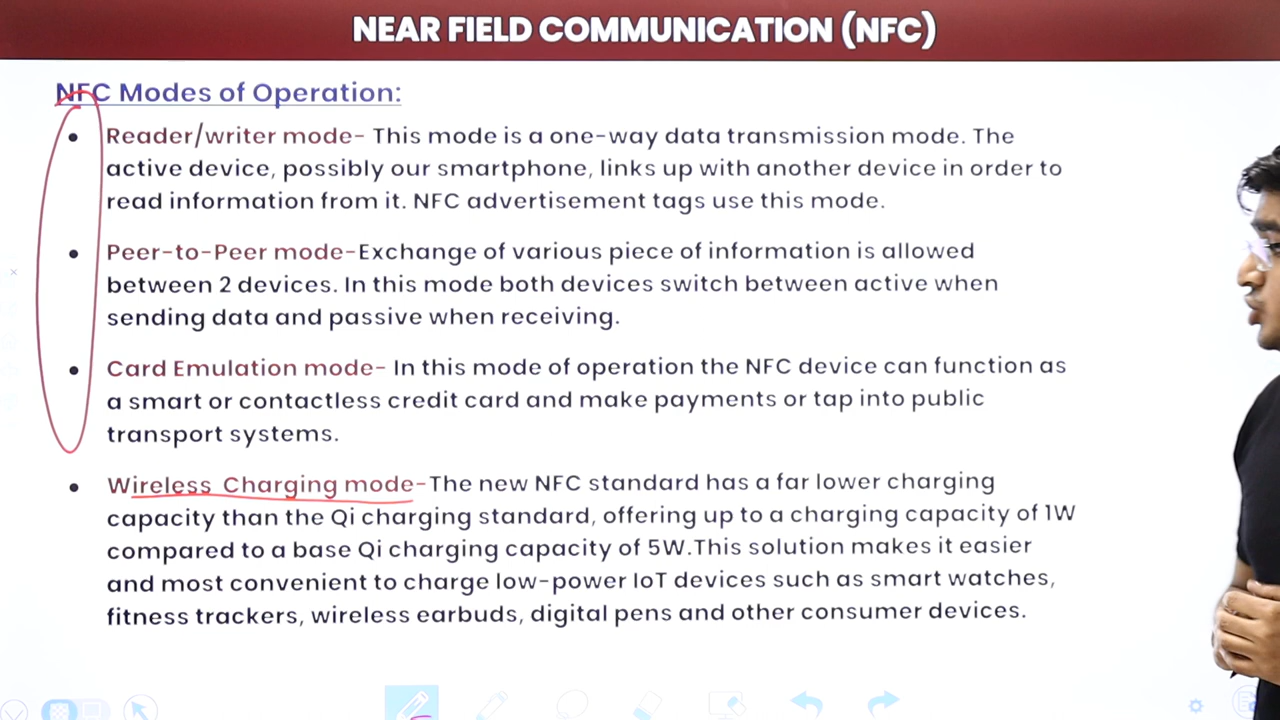 NEAR FIELD COMMUNICATION (NFC)
NFC Modes of Operation:
• Reader/writer mode- This mode is a one-way data transmission mode. The
active device, possibly our smartphone, links up with another device in order to
read information from it. NFC advertisement tags use this mode.
• Peer-to-Peer mode-Exchange of various piece of information is allowed
between 2 devices. In this mode both devices switch between active when
sending data and passive when receiving.
• Card Emulation mode- In this mode of operation the NFC device can function as
a smart or contactless credit card and make payments or tap into public
transport systems.
• Wireless Charging mode-The new NFC standard has a far lower charging
capacity than the Qi charging standard, offering up to a charging capacity of 1W
compared to a base Qi charging capacity of 5W.This solution makes it easier
and most convenient to charge low-power IoT devices such as smart watches,
fitness trackers, wireless earbuds, digital pens and other consumer devices.